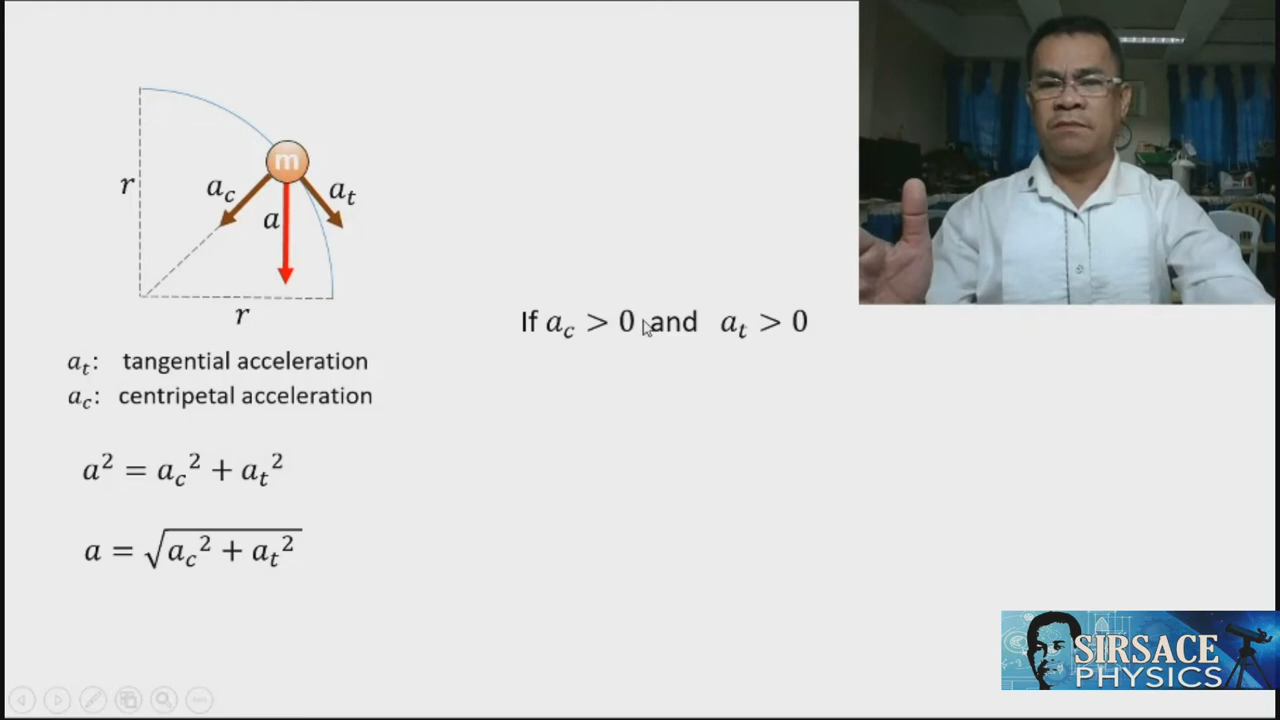 m
r
a_c
a_t
a
r
If a_c > 0 and a_t > 0
a_t: tangential acceleration
a_c: centripetal acceleration
a² = a_c² + a_t²
a = √(a_c² + a_t²)
SIRSACE
PHYSICS